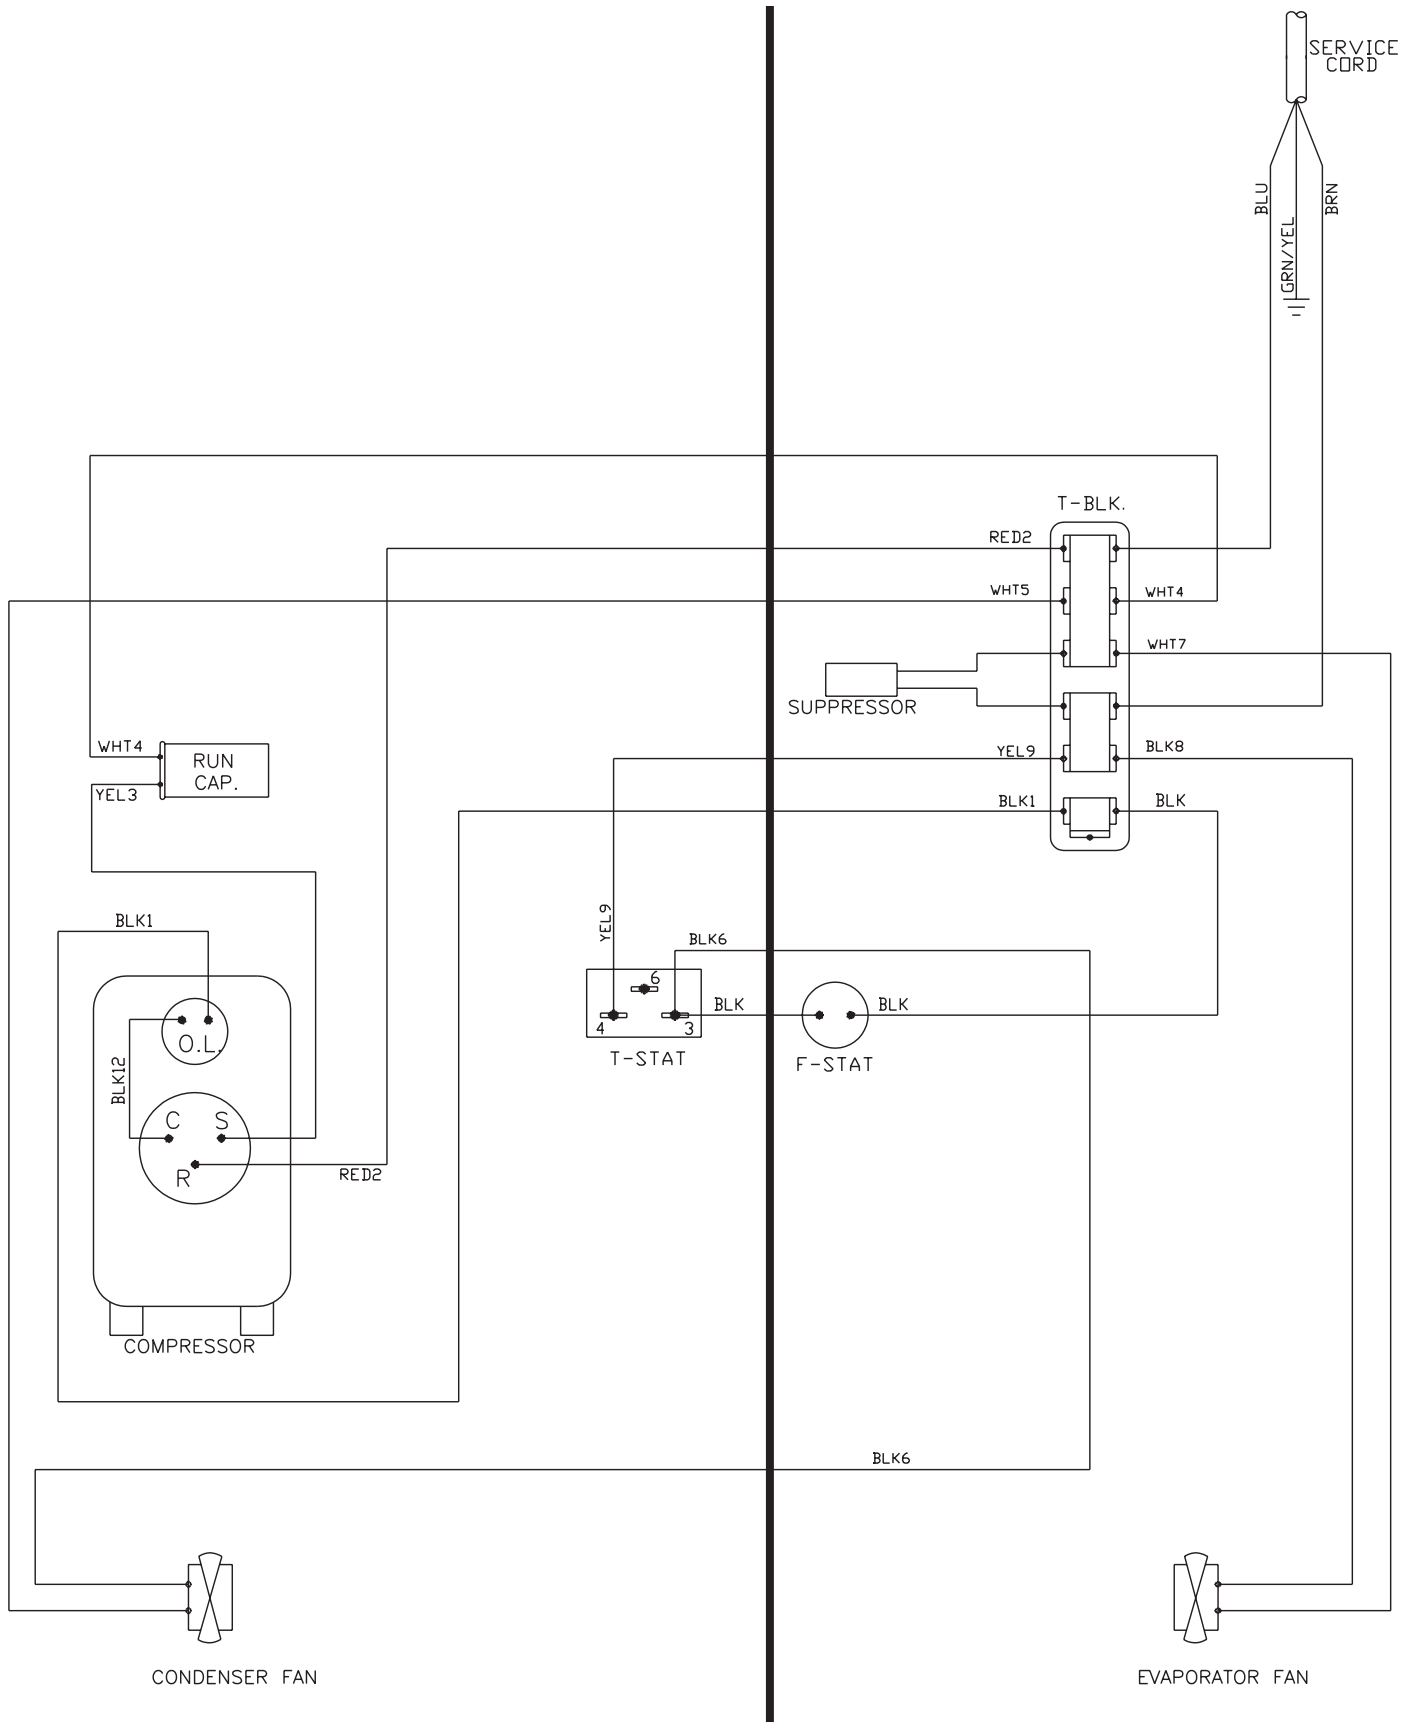 SERVICE
CORD
BLU
GRN/YEL
BRN
T-BLK.
RED2
WHT5
WHT4
WHT7
SUPPRESSOR
YEL9
BLK8
BLK1
BLK
WHT4
RUN
CAP.
YEL3
BLK1
YEL9
BLK6
6
4
3
BLK
BLK
T-STAT
F-STAT
O.L.
BLK12
C
S
R
RED2
COMPRESSOR
BLK6
CONDENSER FAN
EVAPORATOR FAN